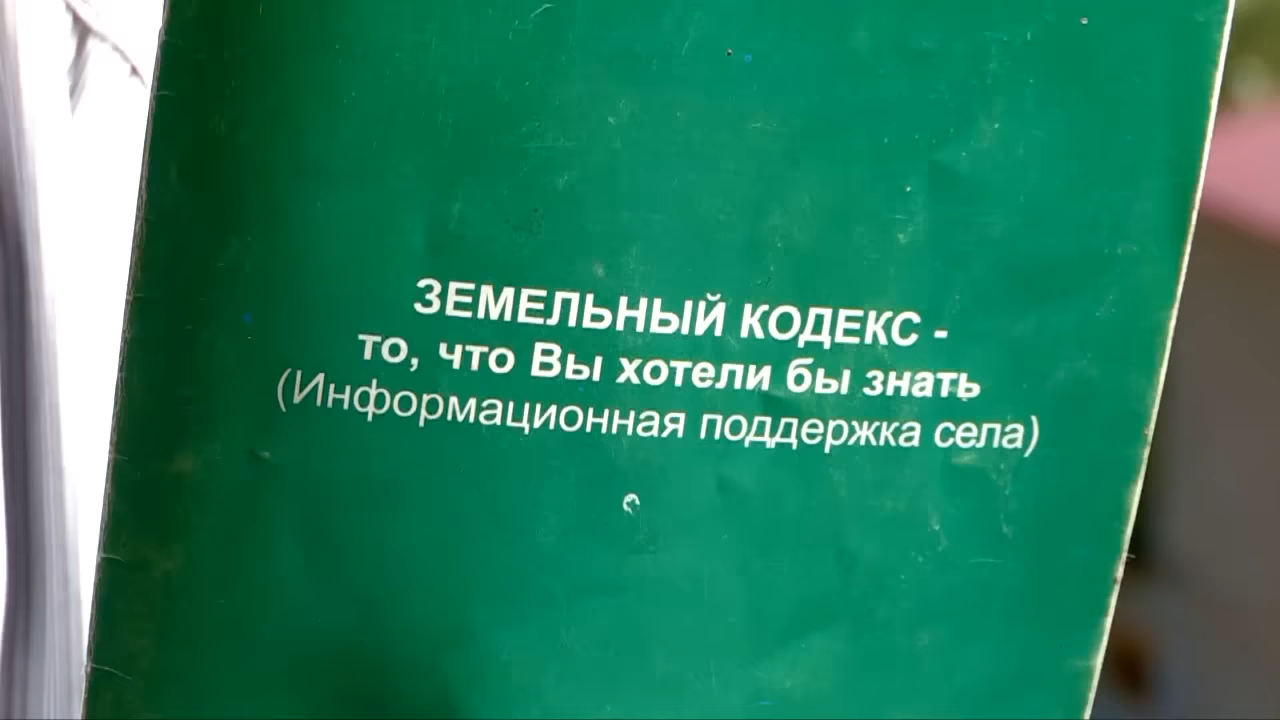 ЗЕМЕЛЬНЫЙ КОДЕКС -
то, что Вы хотели бы знать
(Информационная поддержка села)